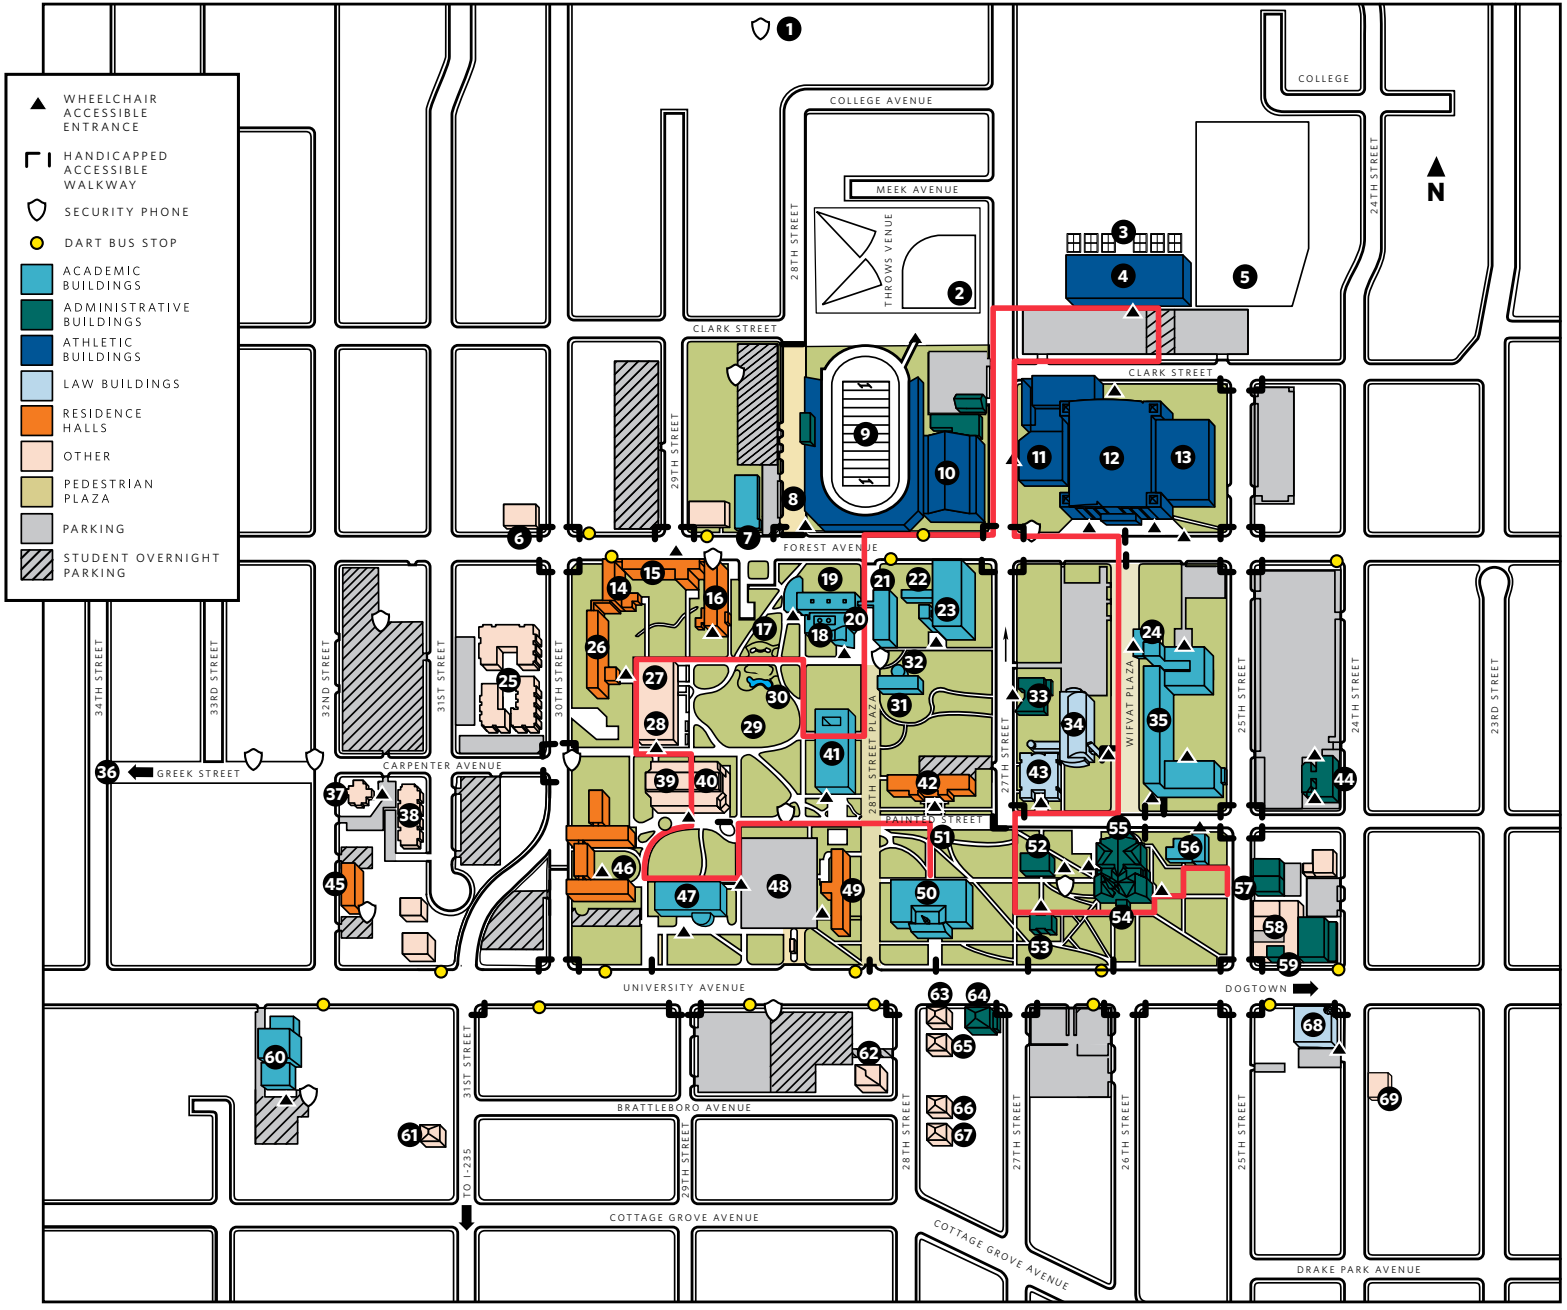 1
COLLEGE
COLLEGE AVENUE
WHEELCHAIR
ACCESSIBLE
ENTRANCE
HANDICAPPED
ACCESSIBLE
WALKWAY
SECURITY PHONE
DART BUS STOP
ACADEMIC
BUILDINGS
ADMINISTRATIVE
BUILDINGS
ATHLETIC
BUILDINGS
LAW BUILDINGS
RESIDENCE
HALLS
OTHER
PEDESTRIAN
PLAZA
PARKING
STUDENT OVERNIGHT
PARKING
24TH STREET
N
MEEK AVENUE
28TH STREET
THROWS VENUE
2
3
4
5
CLARK STREET
CLARK STREET
29TH STREET
9
10
11
12
13
8
6
7
FOREST AVENUE
14
15
16
17
18
19
20
21
22
23
24
25
26
27
28
29
30
31
32
33
34
35
34TH STREET
33RD STREET
32ND STREET
31ST STREET
30TH STREET
28TH STREET PLAZA
27TH STREET
WIFVAT PLAZA
25TH STREET
24TH STREET
23RD STREET
36
GREEK STREET
CARPENTER AVENUE
37
38
39
40
41
42
43
44
PAINTED STREET
45
46
47
48
49
50
51
52
53
54
55
56
57
58
59
UNIVERSITY AVENUE
DOGTOWN
60
61
62
63
64
65
66
67
68
69
31ST STREET
TO I-235
BRATTLEBORO AVENUE
29TH STREET
28TH STREET
27TH STREET
26TH STREET
25TH STREET
COTTAGE GROVE AVENUE
COTTAGE GROVE AVENUE
DRAKE PARK AVENUE